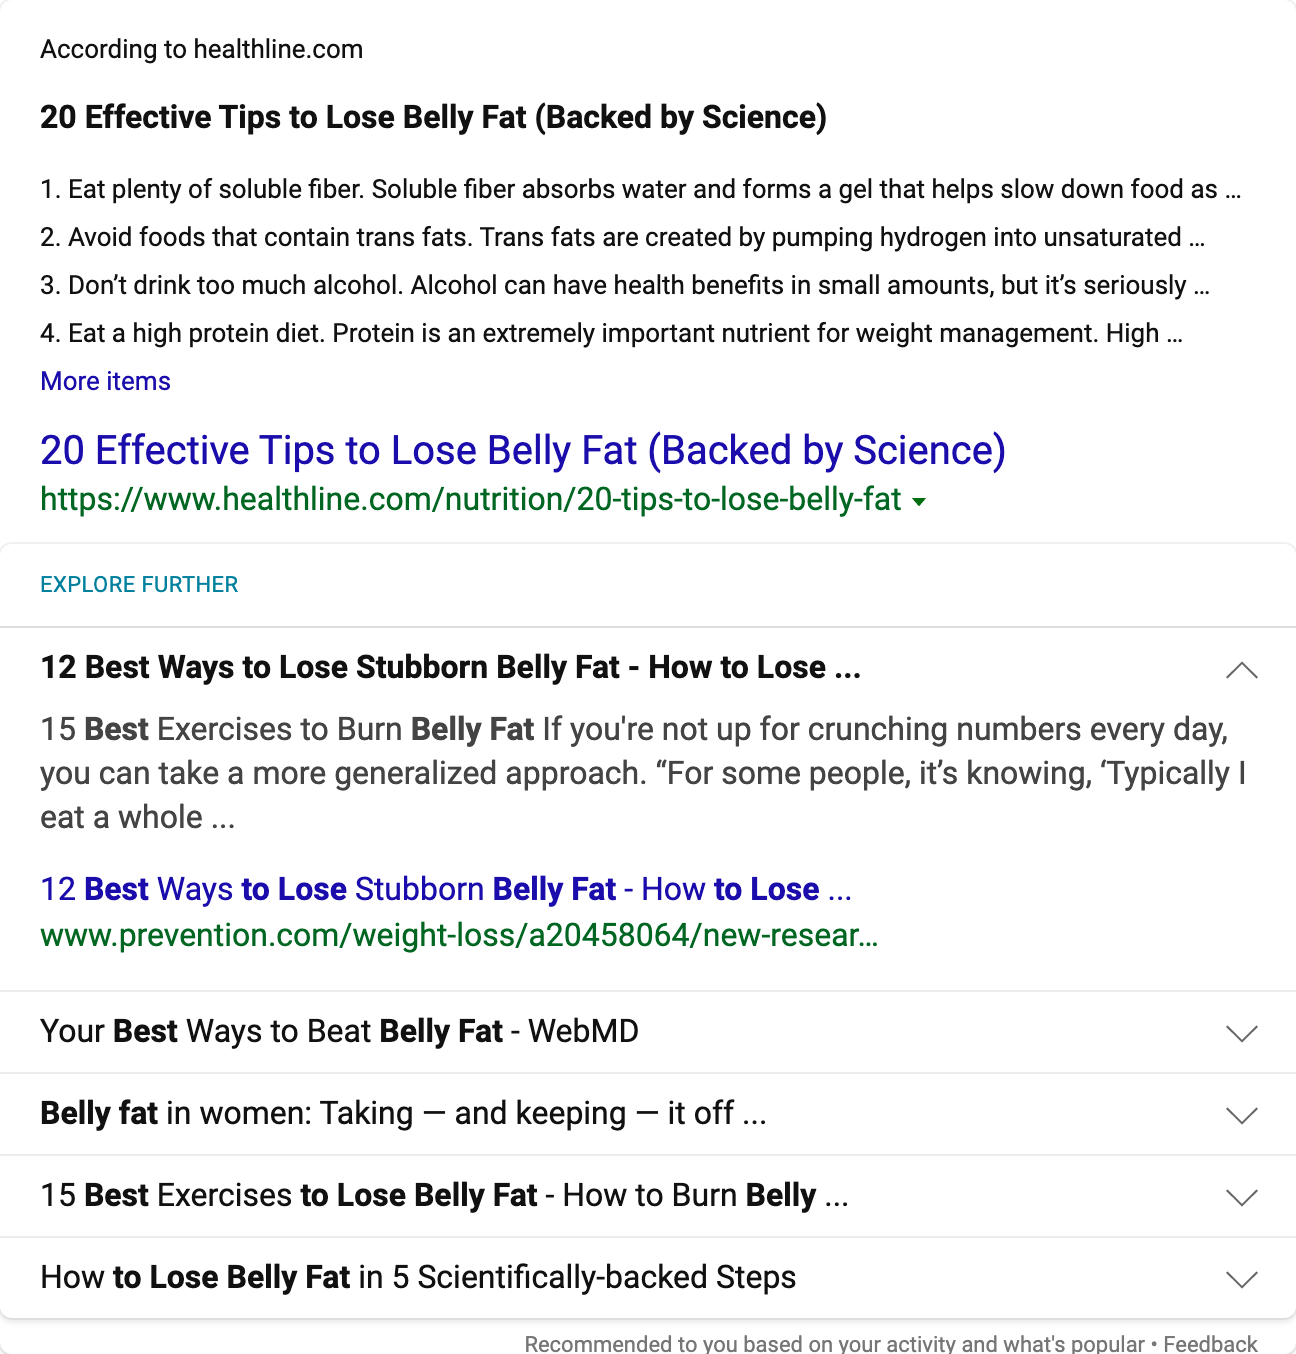 According to healthline.com
20 Effective Tips to Lose Belly Fat (Backed by Science)
1. Eat plenty of soluble fiber. Soluble fiber absorbs water and forms a gel that helps slow down food as ...
2. Avoid foods that contain trans fats. Trans fats are created by pumping hydrogen into unsaturated ...
3. Don’t drink too much alcohol. Alcohol can have health benefits in small amounts, but it’s seriously ...
4. Eat a high protein diet. Protein is an extremely important nutrient for weight management. High ...
More items
20 Effective Tips to Lose Belly Fat (Backed by Science)
https://www.healthline.com/nutrition/20-tips-to-lose-belly-fat
EXPLORE FURTHER
12 Best Ways to Lose Stubborn Belly Fat - How to Lose ...
15 Best Exercises to Burn Belly Fat If you're not up for crunching numbers every day,
you can take a more generalized approach. “For some people, it’s knowing, ‘Typically I
eat a whole ...
12 Best Ways to Lose Stubborn Belly Fat - How to Lose ...
www.prevention.com/weight-loss/a20458064/new-resear...
Your Best Ways to Beat Belly Fat - WebMD
Belly fat in women: Taking — and keeping — it off ...
15 Best Exercises to Lose Belly Fat - How to Burn Belly ...
How to Lose Belly Fat in 5 Scientifically-backed Steps
Recommended to you based on your activity and what's popular • Feedback